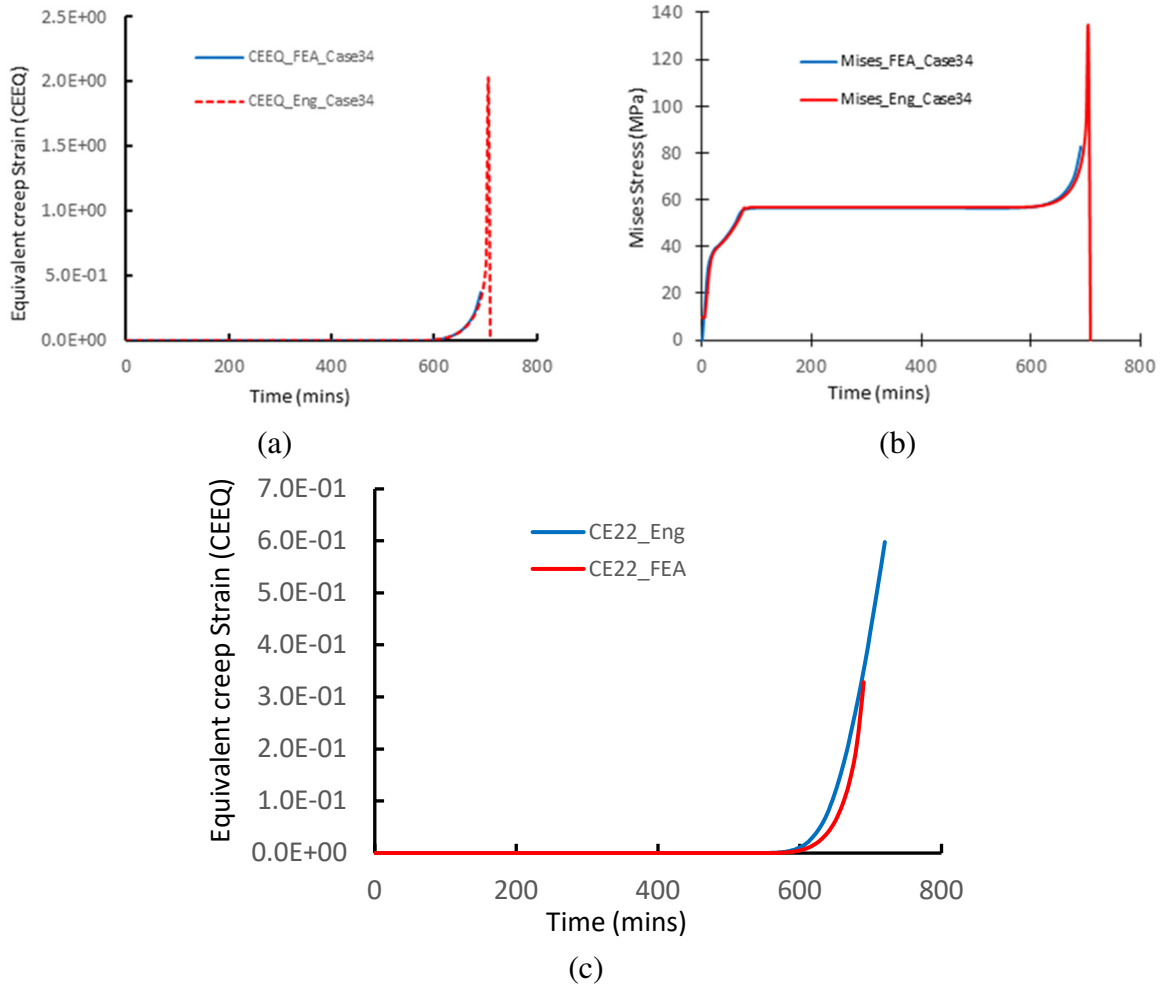 2.5E+00
2.0E+00
1.5E+00
1.0E+00
5.0E-01
0.0E+00
Equivalent creep Strain (CEEQ)
CEEQ_FEA_Case34
CEEQ_Eng_Case34
0 200 400 600 800
Time (mins)
(a)
140
120
100
80
60
40
20
0
Mises Stress (MPa)
Mises_FEA_Case34
Mises_Eng_Case34
0 200 400 600 800
Time (mins)
(b)
7.0E-01
6.0E-01
5.0E-01
4.0E-01
3.0E-01
2.0E-01
1.0E-01
0.0E+00
Equivalent creep Strain (CEEQ)
CE22_Eng
CE22_FEA
0 200 400 600 800
Time (mins)
(c)